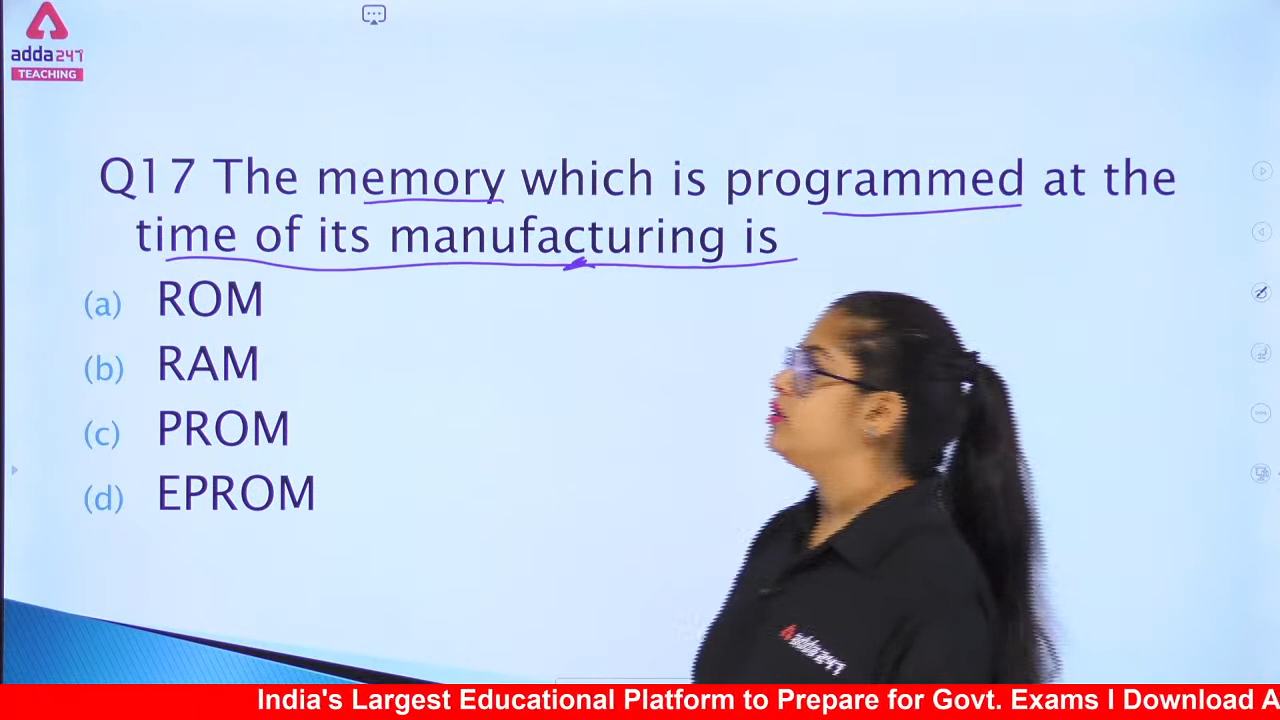 adda247
TEACHING
Q17 The memory which is programmed at the
time of its manufacturing is
(a) ROM
(b) RAM
(c) PROM
(d) EPROM
adda247
India's Largest Educational Platform to Prepare for Govt. Exams I Download A